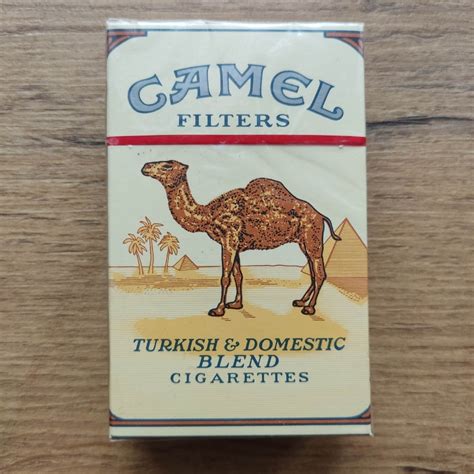 CAMEL
FILTERS
TURKISH & DOMESTIC
BLEND
CIGARETTES